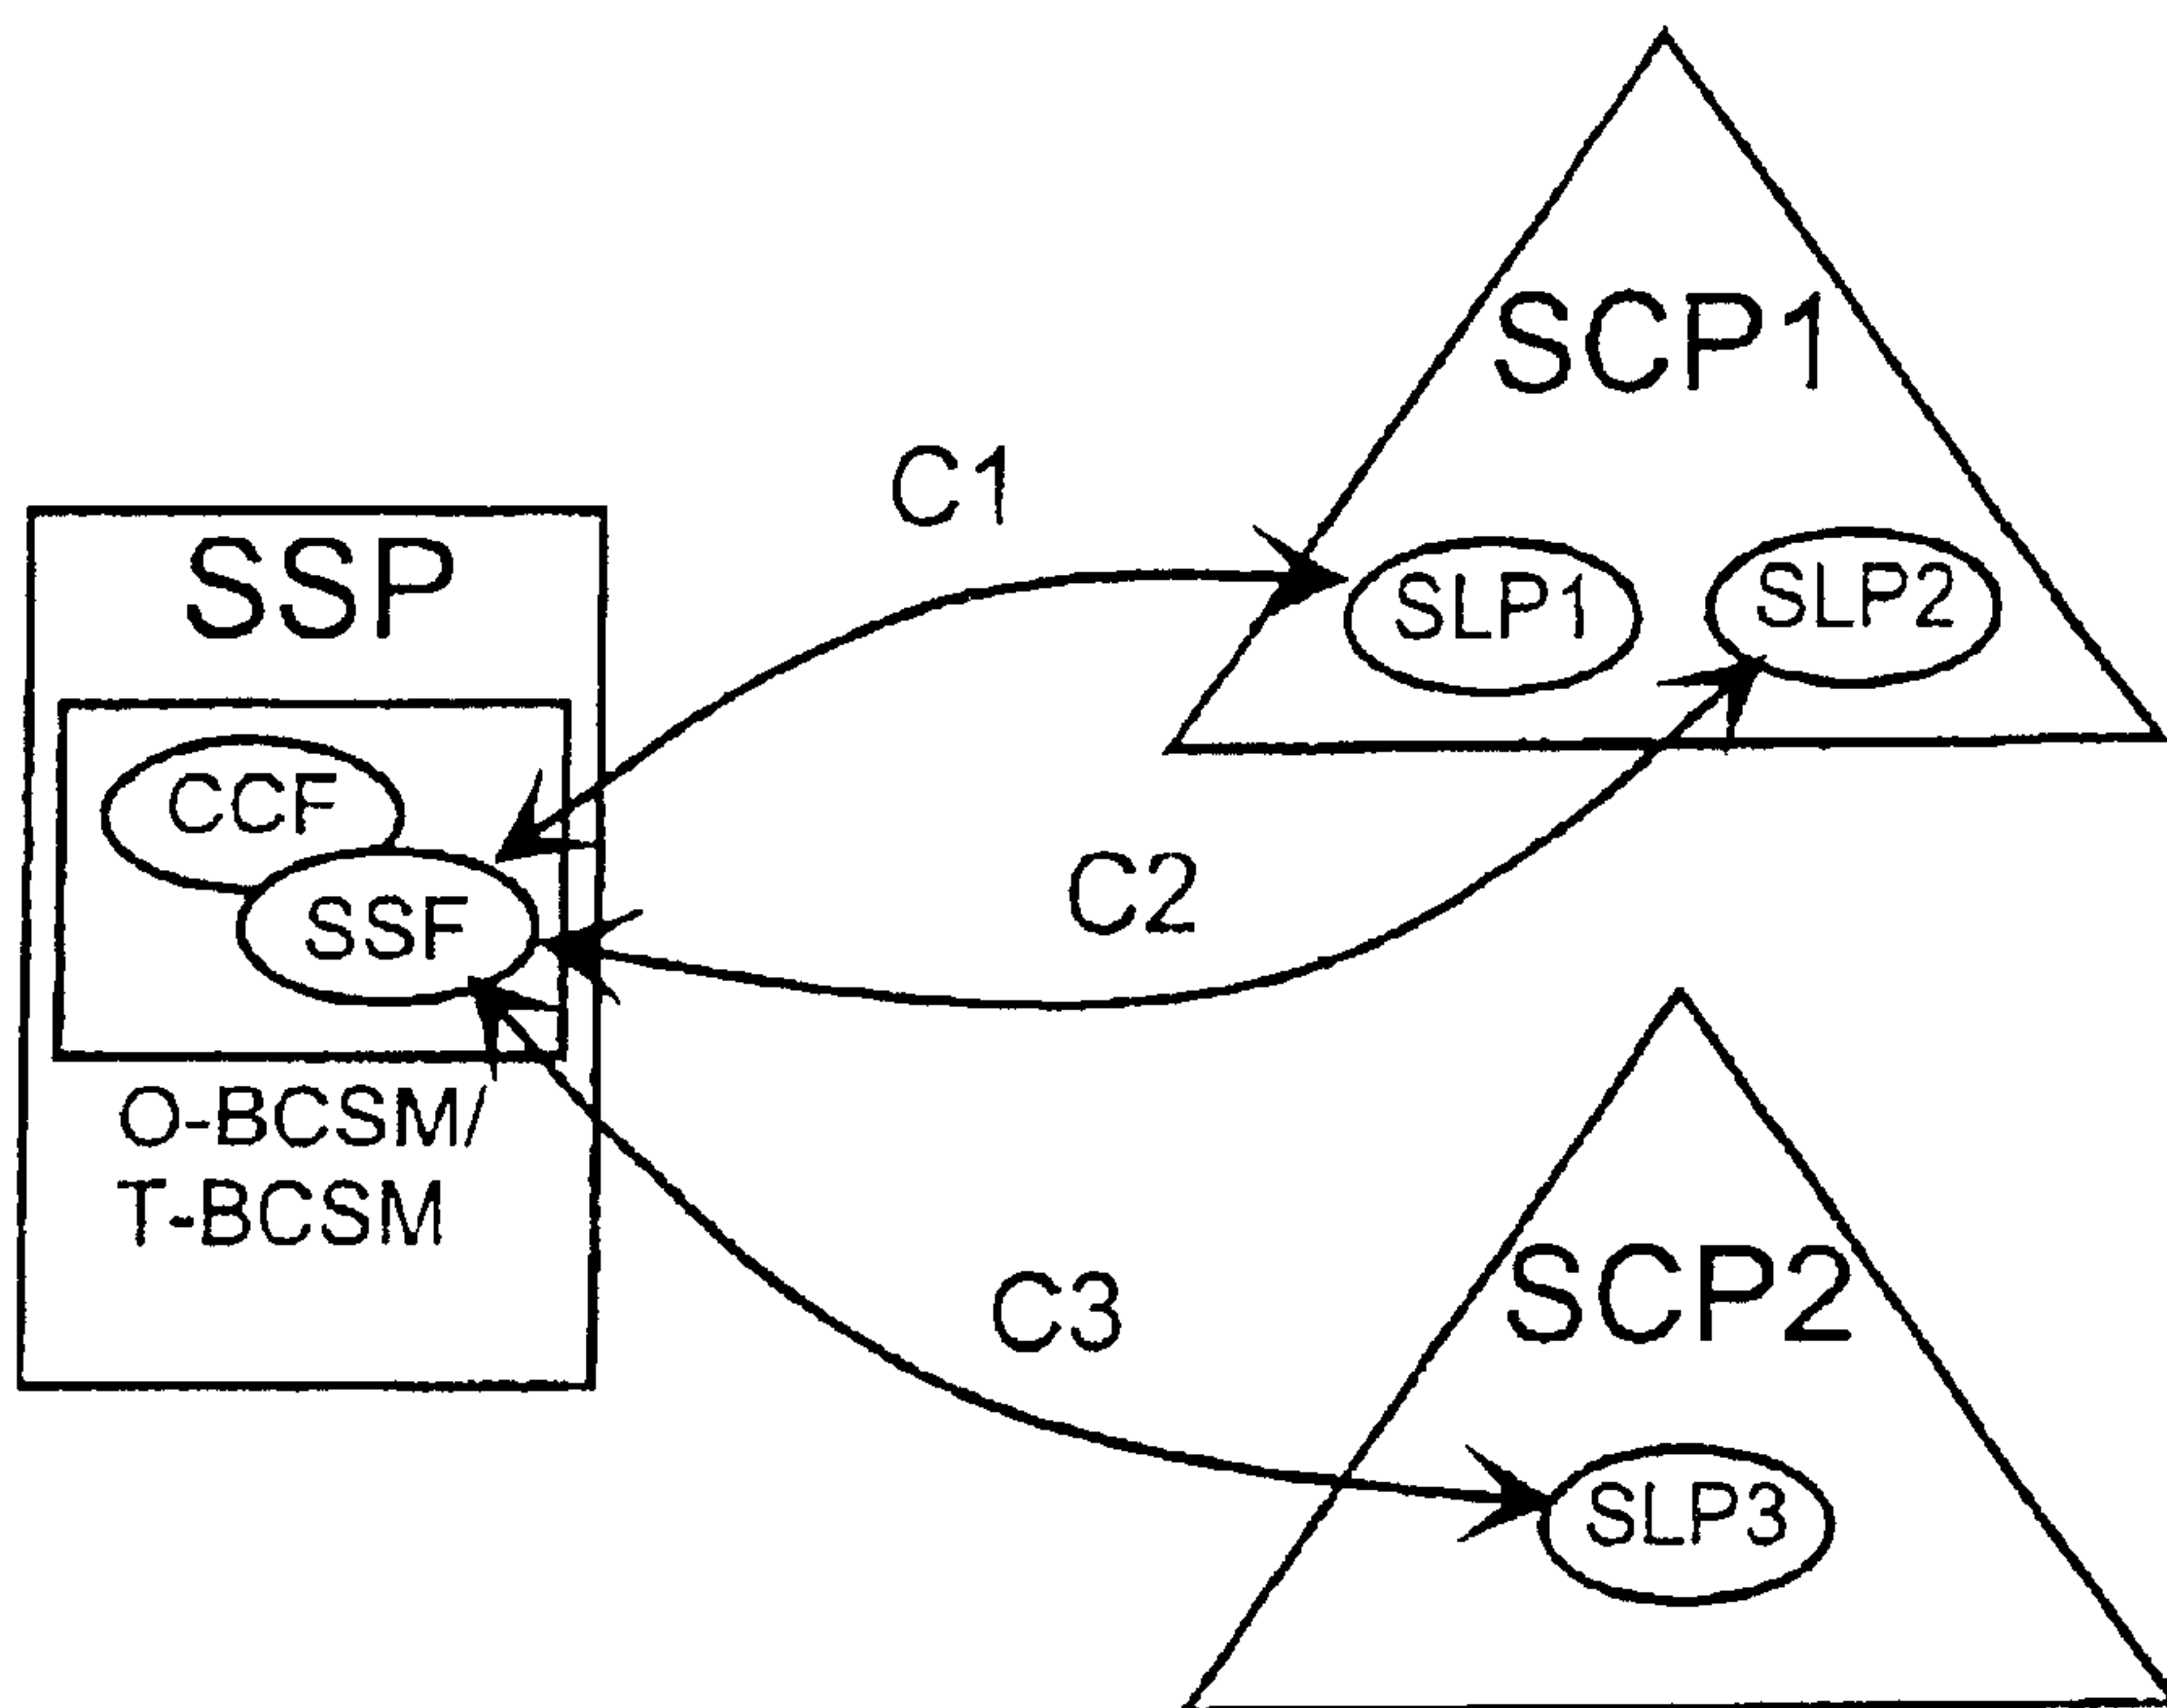 SCP1
C1
SSP
SLP1
SLP2
CCF
SSF
C2
O-BCSM/
T-BCSM
C3
SCP2
SLP3